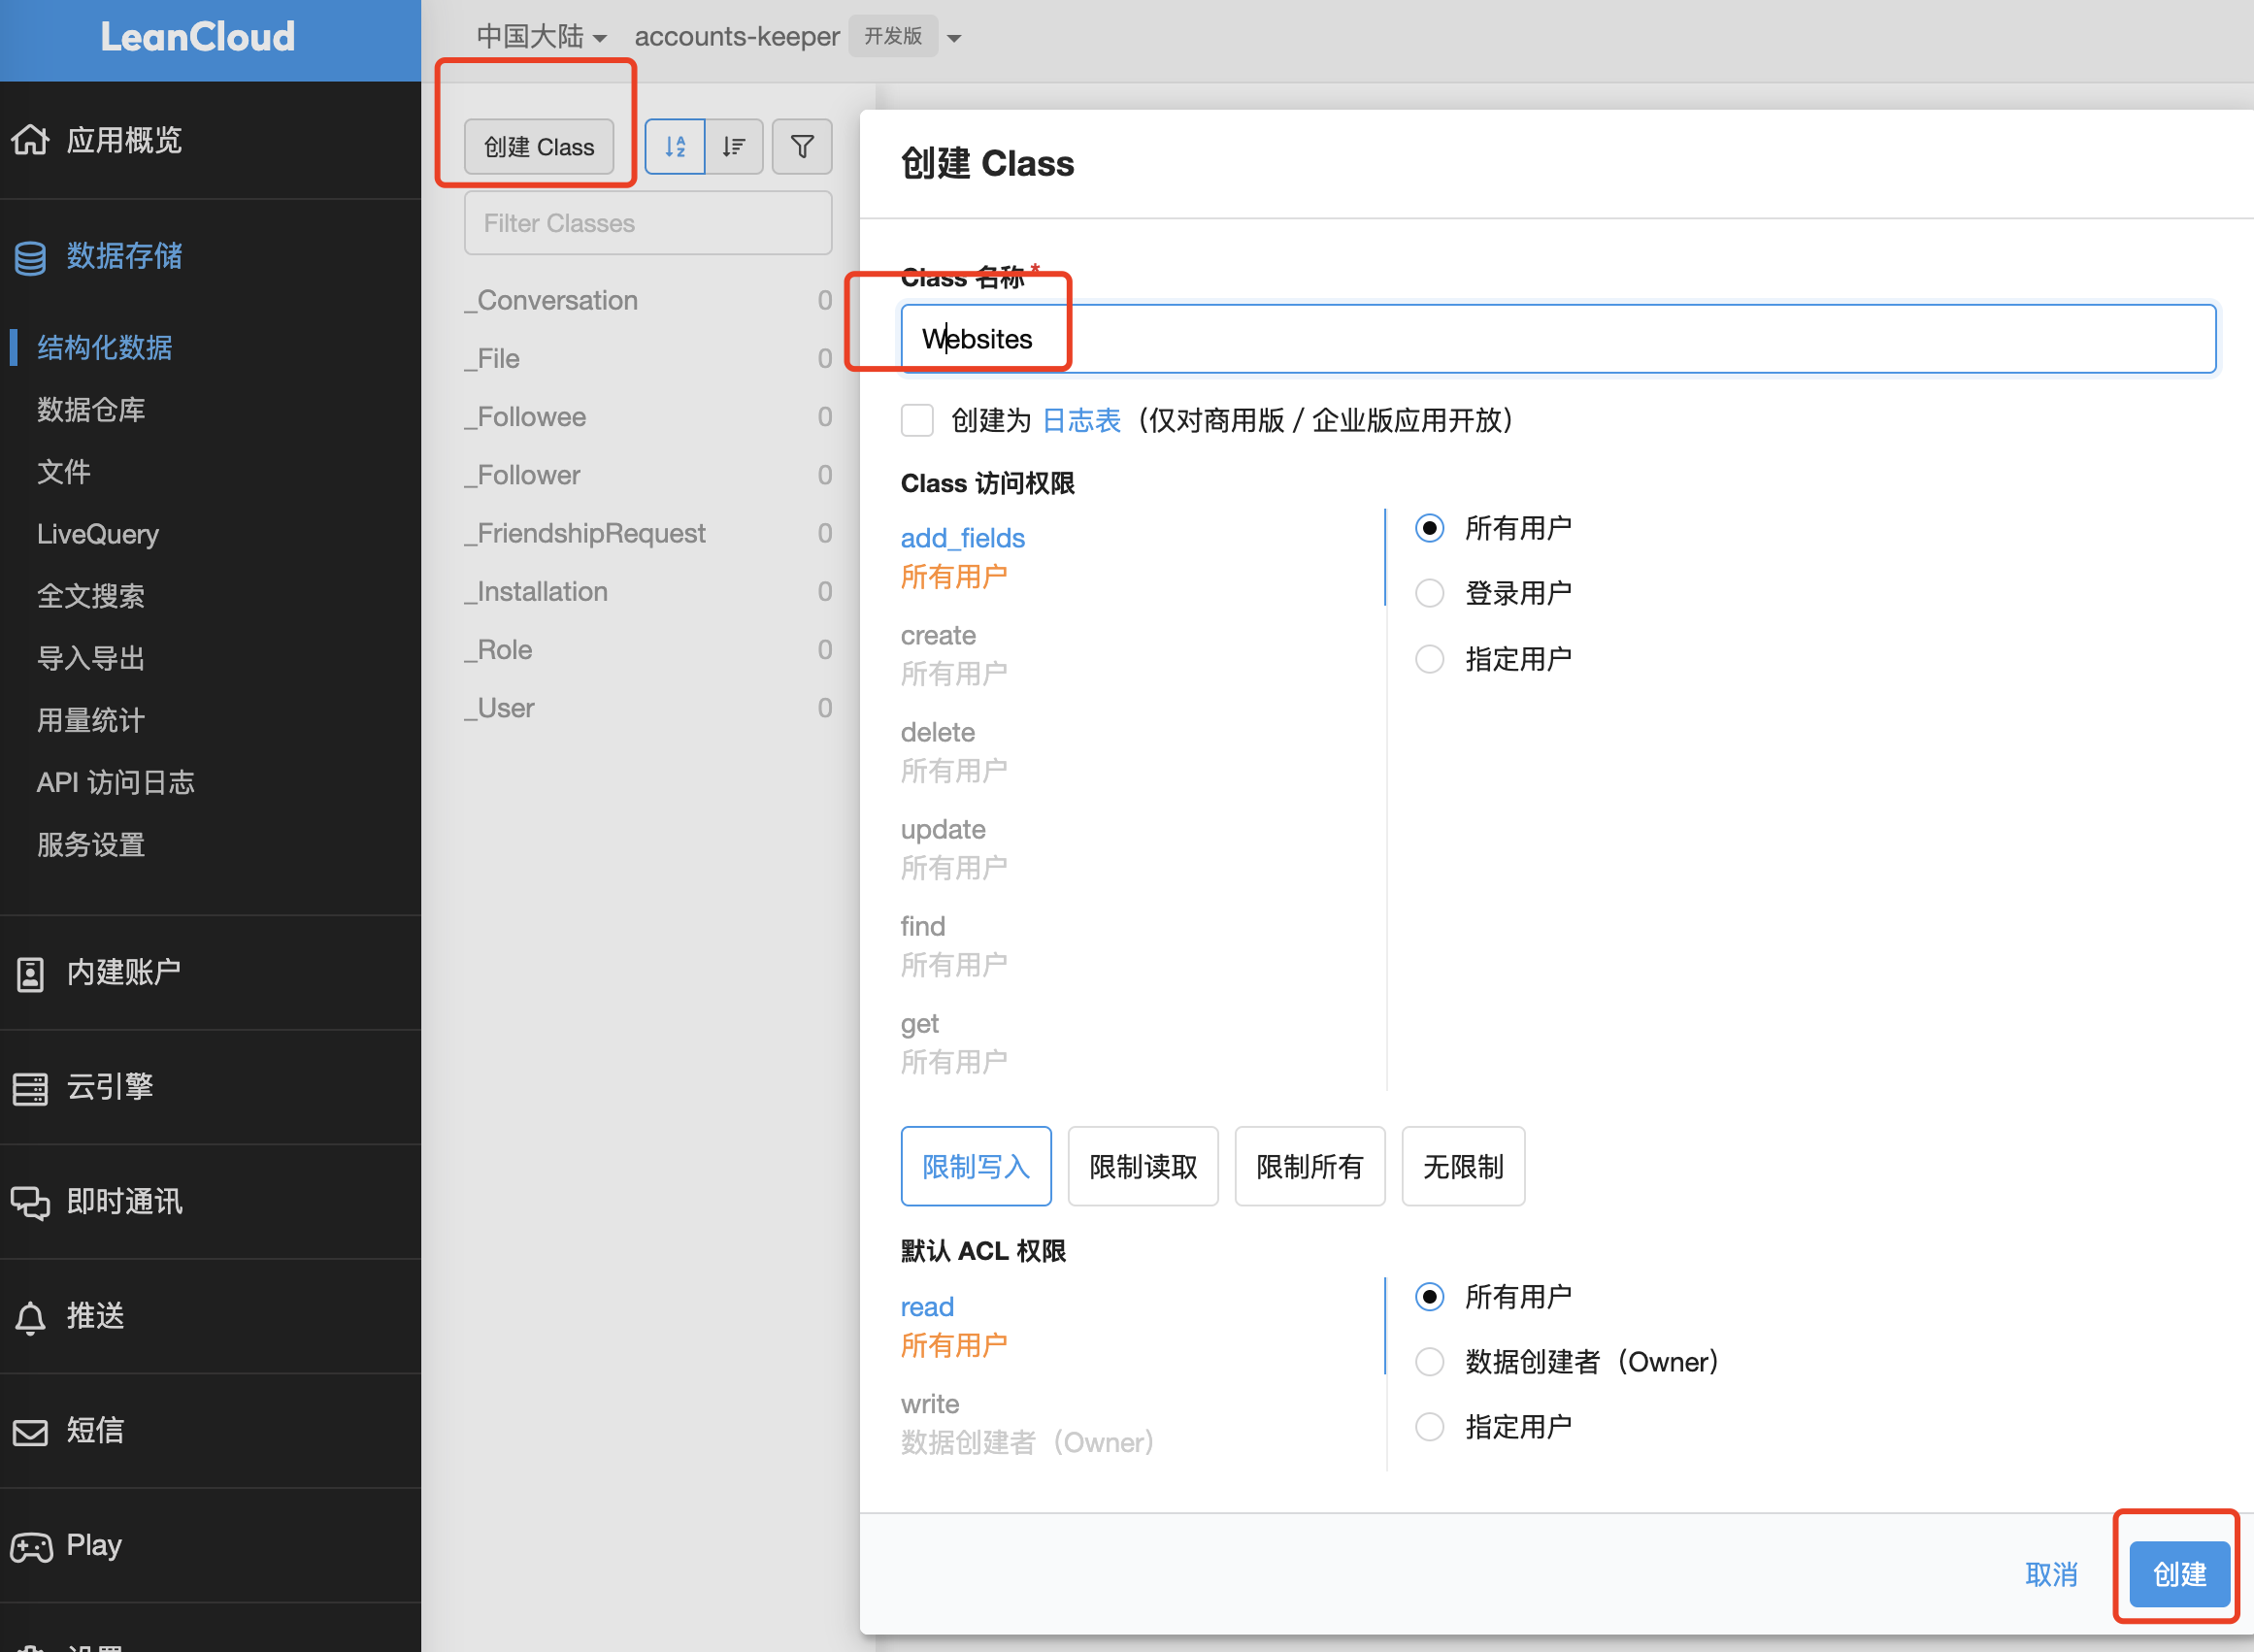 LeanCloud
中国大陆 accounts-keeper 开发版
应用概览
数据存储
结构化数据
数据仓库
文件
LiveQuery
全文搜索
导入导出
用量统计
API 访问日志
服务设置
内建账户
云引擎
即时通讯
推送
短信
Play
设置
创建 Class
Filter Classes
_Conversation 0
_File 0
_Followee 0
_Follower 0
_FriendshipRequest 0
_Installation 0
_Role 0
_User 0
创建 Class
Class 名称*
Websites
创建为 日志表（仅对商用版 / 企业版应用开放）
Class 访问权限
add_fields
所有用户
create
所有用户
delete
所有用户
update
所有用户
find
所有用户
get
所有用户
所有用户
登录用户
指定用户
限制写入 限制读取 限制所有 无限制
默认 ACL 权限
read
所有用户
write
数据创建者（Owner）
所有用户
数据创建者（Owner）
指定用户
取消 创建